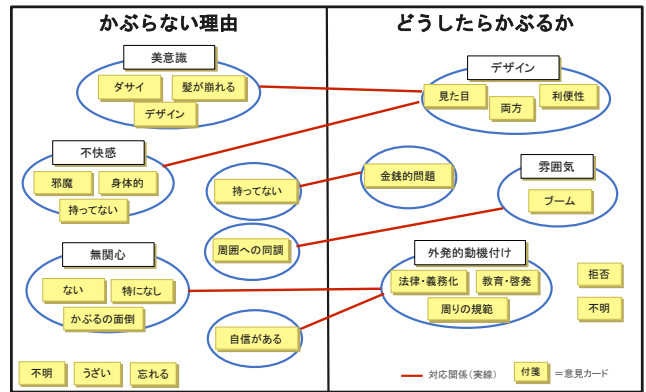 かぶらない理由
どうしたらかぶるか
美意識
ダサイ
髪が崩れる
デザイン
不快感
邪魔
身体的
持ってない
持ってない
周囲への同調
無関心
ない
特になし
かぶるの面倒
自信がある
不明
うざい
忘れる
デザイン
見た目
両方
利便性
金銭的問題
雰囲気
ブーム
外発的動機付け
法律・義務化
教育・啓発
周りの規範
拒否
不明
対応関係(実線)
付箋
＝意見カード